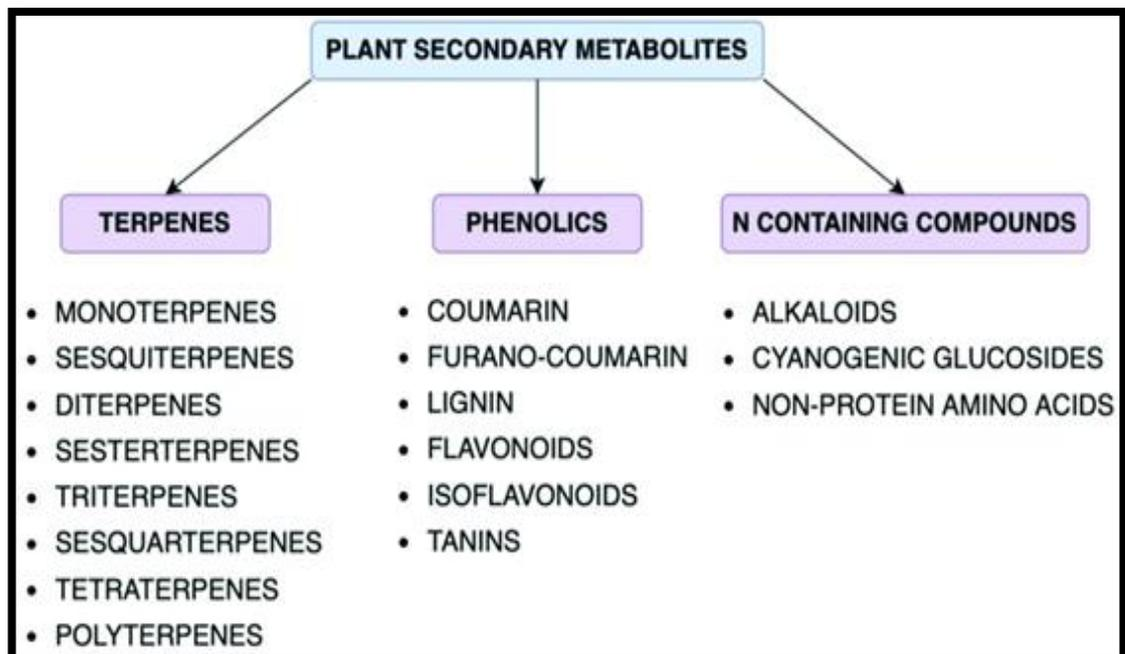 PLANT SECONDARY METABOLITES
TERPENES
• MONOTERPENES
• SESQUITERPENES
• DITERPENES
• SESTERTERPENES
• TRITERPENES
• SESQUARTERPENES
• TETRATERPENES
• POLYTERPENES
PHENOLICS
• COUMARIN
• FURANO-COUMARIN
• LIGNIN
• FLAVONOIDS
• ISOFLAVONOIDS
• TANINS
N CONTAINING COMPOUNDS
• ALKALOIDS
• CYANOGENIC GLUCOSIDES
• NON-PROTEIN AMINO ACIDS